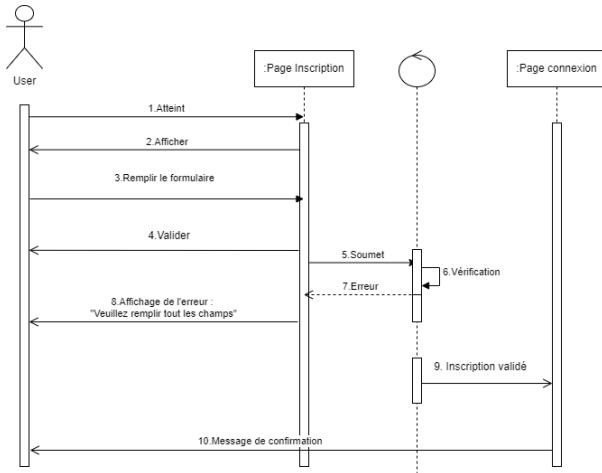 User
:Page Inscription
:Page connexion
1.Atteint
2.Afficher
3.Remplir le formulaire
4.Valider
5.Soumet
6.Vérification
7.Erreur
8.Affichage de l'erreur :
"Veuillez remplir tout les champs"
9. Inscription validé
10.Message de confirmation